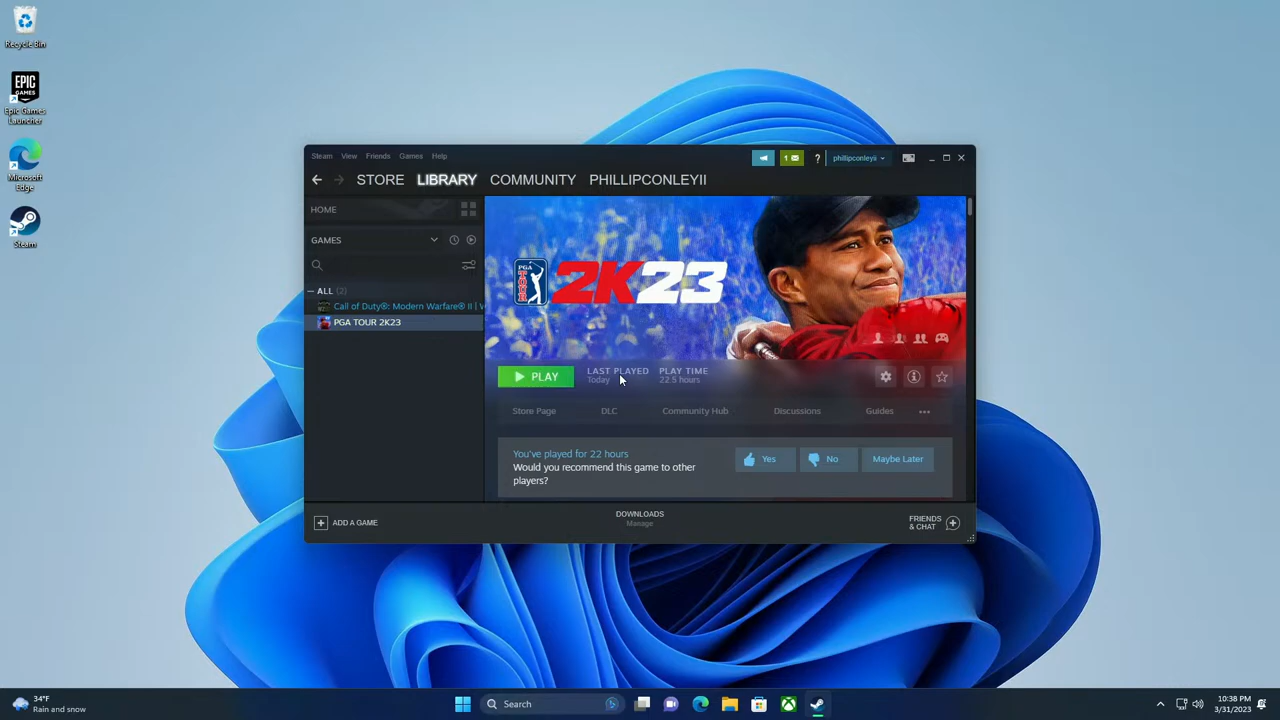 Recycle Bin
EPIC
GAMES
Epic Games
Launcher
Microsoft
Edge
Steam
Steam View Friends Games Help
1
?
phillipconleyii
STORE LIBRARY COMMUNITY PHILLIPCONLEYII
HOME
GAMES
ALL (2)
Call of Duty®: Modern Warfare® II | W
PGA TOUR 2K23
PGA
TOUR
2K23
PLAY
LAST PLAYED
Today
PLAY TIME
22.5 hours
Store Page DLC Community Hub Discussions Guides
You've played for 22 hours
Would you recommend this game to other
players?
Yes No Maybe Later
ADD A GAME
DOWNLOADS
Manage
FRIENDS
& CHAT
34°F
Rain and snow
Search
10:38 PM
3/31/2023